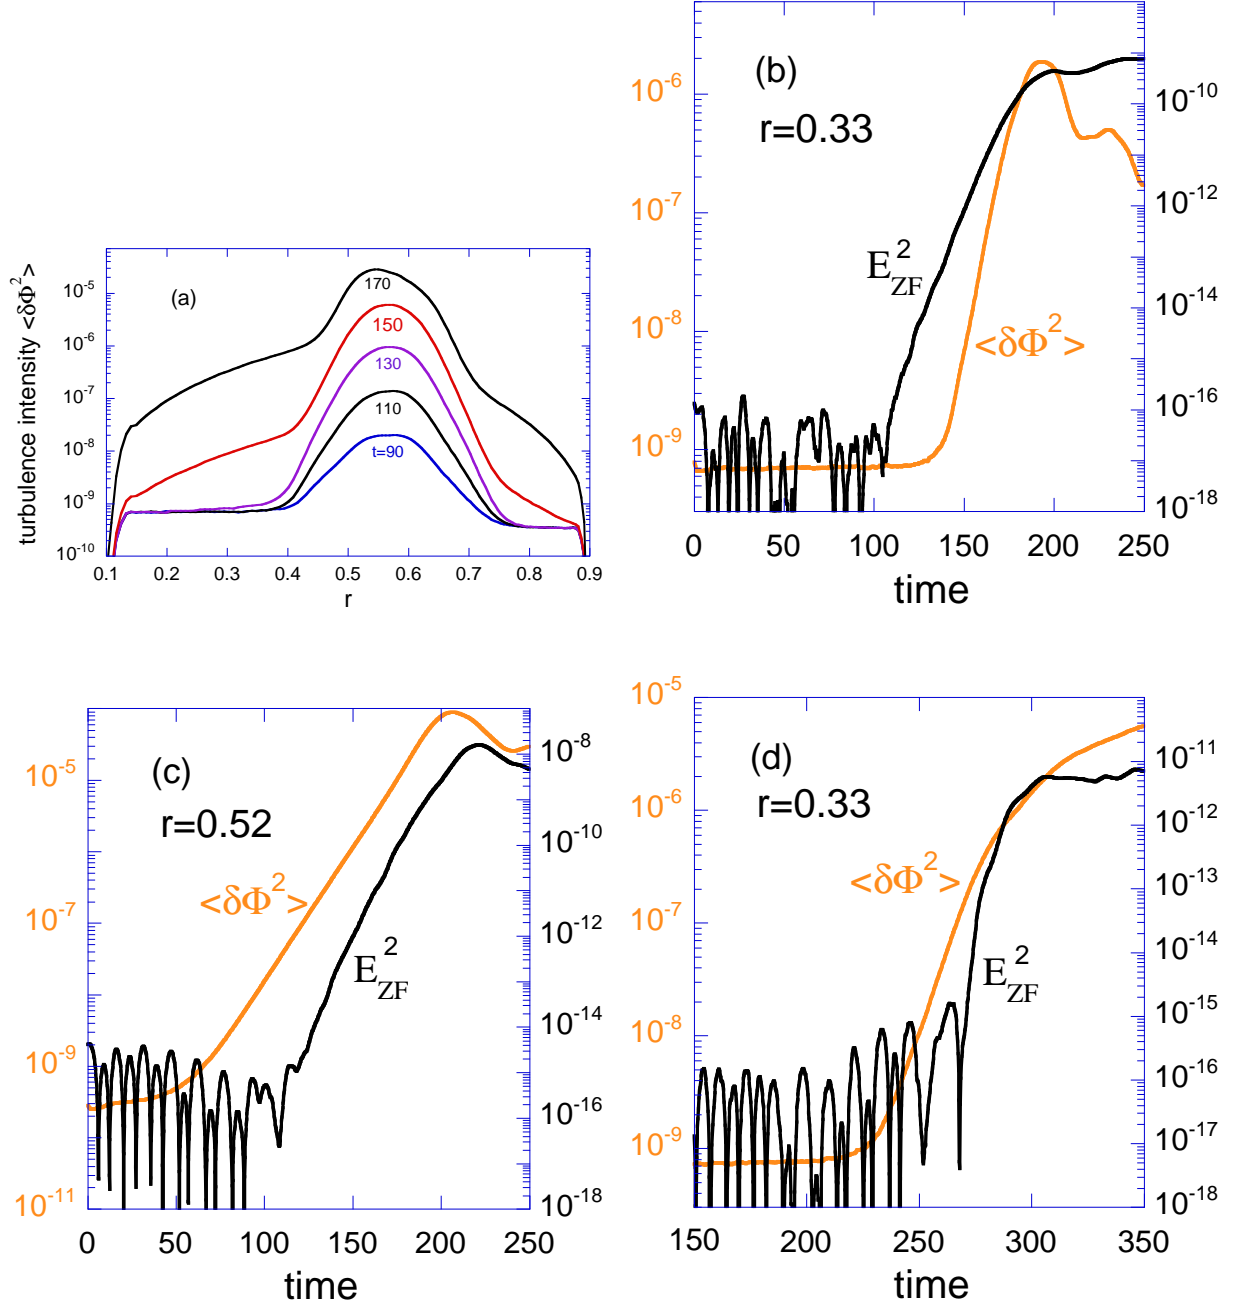 (a)
turbulence intensity <δΦ²>
10⁻⁵
10⁻⁶
10⁻⁷
10⁻⁸
10⁻⁹
10⁻¹⁰
170
150
130
110
t=90
0.1 0.2 0.3 0.4 0.5 0.6 0.7 0.8 0.9
r
(b)
r=0.33
10⁻⁶
10⁻⁷
10⁻⁸
10⁻⁹
E_ZF²
<δΦ²>
10⁻¹⁰
10⁻¹²
10⁻¹⁴
10⁻¹⁶
10⁻¹⁸
0 50 100 150 200 250
time
(c)
r=0.52
10⁻⁵
10⁻⁷
10⁻⁹
10⁻¹¹
<δΦ²>
E_ZF²
10⁻⁸
10⁻¹⁰
10⁻¹²
10⁻¹⁴
10⁻¹⁶
10⁻¹⁸
0 50 100 150 200 250
time
(d)
r=0.33
10⁻⁵
10⁻⁶
10⁻⁷
10⁻⁸
10⁻⁹
<δΦ²>
E_ZF²
10⁻¹¹
10⁻¹²
10⁻¹³
10⁻¹⁴
10⁻¹⁵
10⁻¹⁶
10⁻¹⁷
10⁻¹⁸
150 200 250 300 350
time